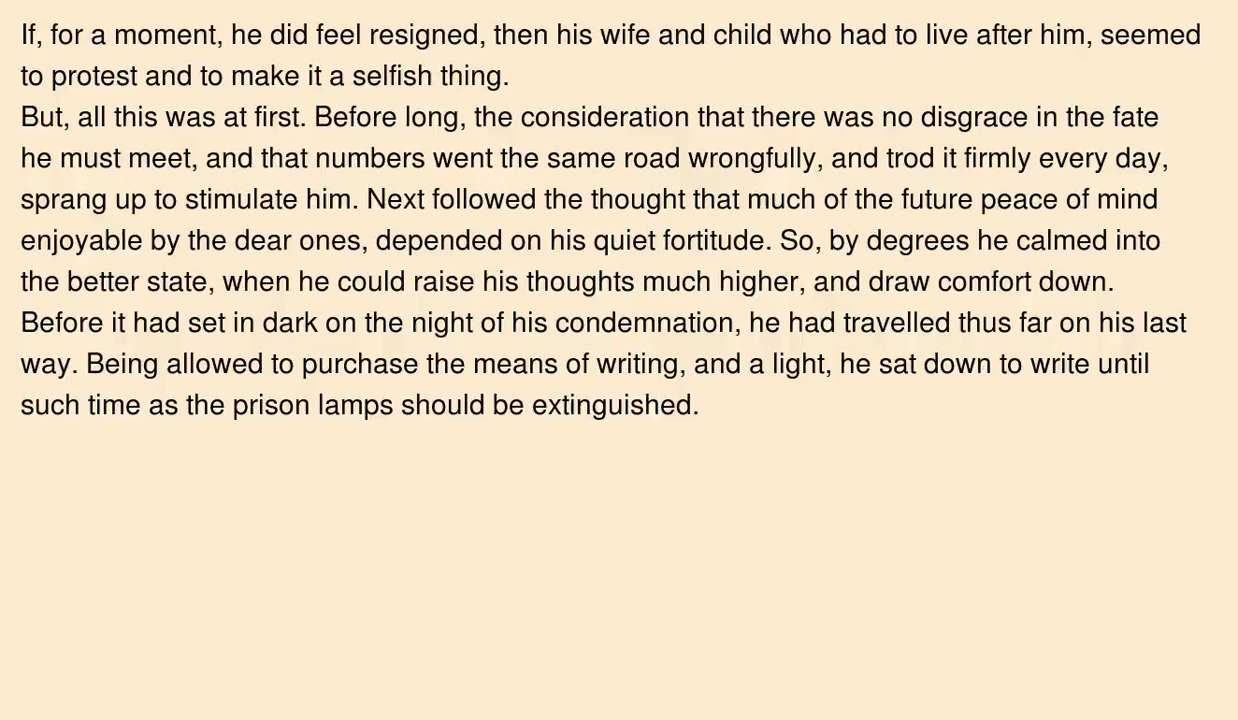 If, for a moment, he did feel resigned, then his wife and child who had to live after him, seemed
to protest and to make it a selfish thing.
But, all this was at first. Before long, the consideration that there was no disgrace in the fate
he must meet, and that numbers went the same road wrongfully, and trod it firmly every day,
sprang up to stimulate him. Next followed the thought that much of the future peace of mind
enjoyable by the dear ones, depended on his quiet fortitude. So, by degrees he calmed into
the better state, when he could raise his thoughts much higher, and draw comfort down.
Before it had set in dark on the night of his condemnation, he had travelled thus far on his last
way. Being allowed to purchase the means of writing, and a light, he sat down to write until
such time as the prison lamps should be extinguished.